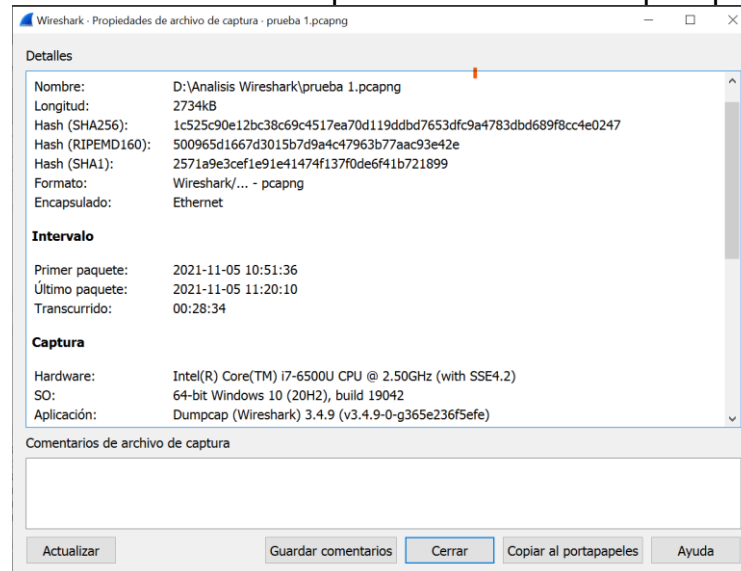 Wireshark · Propiedades de archivo de captura · prueba 1.pcapng
Detalles
Nombre: D:\Analisis Wireshark\prueba 1.pcapng
Longitud: 2734kB
Hash (SHA256): 1c525c90e12bc38c69c4517ea70d119ddbd7653dfc9a4783dbd689f8cc4e0247
Hash (RIPEMD160): 500965d1667d3015b7d9a4c47963b77aac93e42e
Hash (SHA1): 2571a9e3cef1e91e41474f137f0de6f41b721899
Formato: Wireshark/... - pcapng
Encapsulado: Ethernet
Intervalo
Primer paquete: 2021-11-05 10:51:36
Último paquete: 2021-11-05 11:20:10
Transcurrido: 00:28:34
Captura
Hardware: Intel(R) Core(TM) i7-6500U CPU @ 2.50GHz (with SSE4.2)
SO: 64-bit Windows 10 (20H2), build 19042
Aplicación: Dumpcap (Wireshark) 3.4.9 (v3.4.9-0-g365e236f5efe)
Comentarios de archivo de captura
Actualizar Guardar comentarios Cerrar Copiar al portapapeles Ayuda